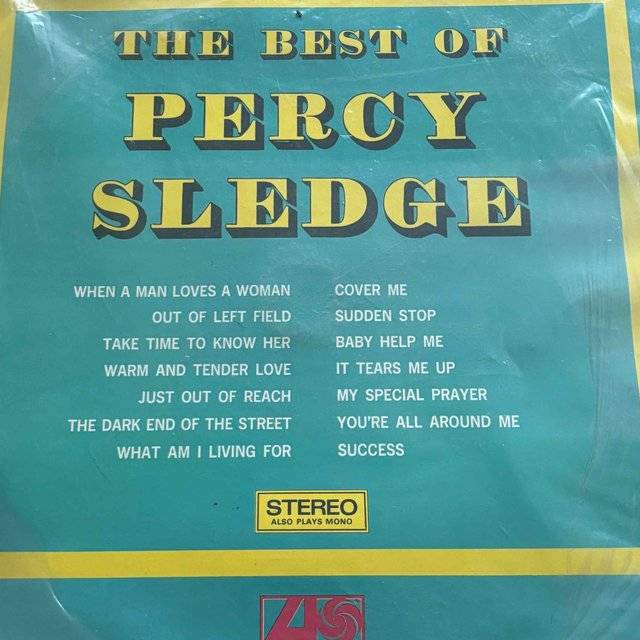 THE BEST OF
PERCY
SLEDGE
WHEN A MAN LOVES A WOMAN
OUT OF LEFT FIELD
TAKE TIME TO KNOW HER
WARM AND TENDER LOVE
JUST OUT OF REACH
THE DARK END OF THE STREET
WHAT AM I LIVING FOR
COVER ME
SUDDEN STOP
BABY HELP ME
IT TEARS ME UP
MY SPECIAL PRAYER
YOU'RE ALL AROUND ME
SUCCESS
STEREO
ALSO PLAYS MONO